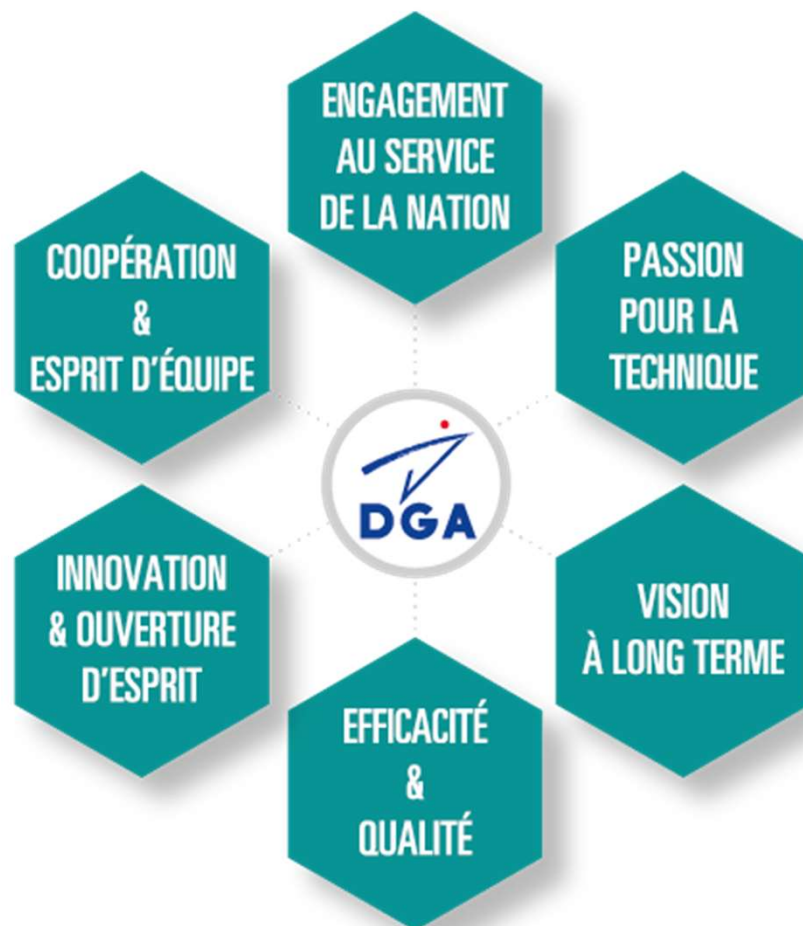 ENGAGEMENT
AU SERVICE
DE LA NATION
COOPÉRATION
&
ESPRIT D'ÉQUIPE
PASSION
POUR LA
TECHNIQUE
DGA
INNOVATION
& OUVERTURE
D'ESPRIT
VISION
À LONG TERME
EFFICACITÉ
&
QUALITÉ